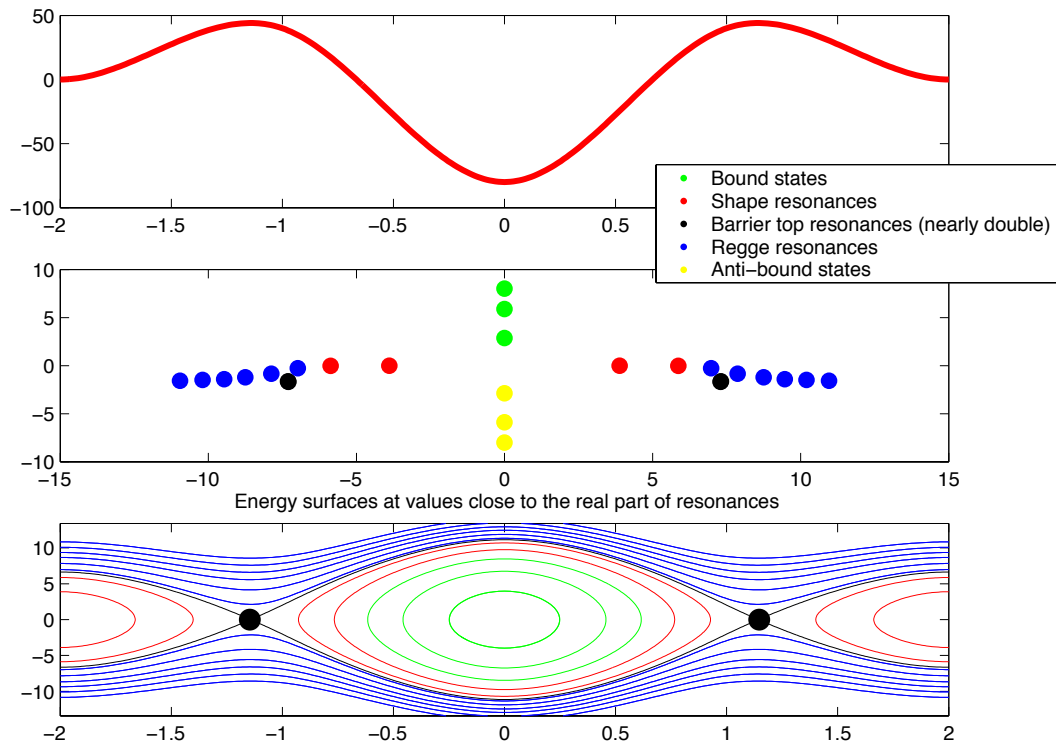 50
0
−50
−100
−2 −1.5 −1 −0.5 0 0.5
Bound states
Shape resonances
Barrier top resonances (nearly double)
Regge resonances
Anti−bound states
10
5
0
−5
−10
−15 −10 −5 0 5 10 15
Energy surfaces at values close to the real part of resonances
10
5
0
−5
−10
−2 −1.5 −1 −0.5 0 0.5 1 1.5 2